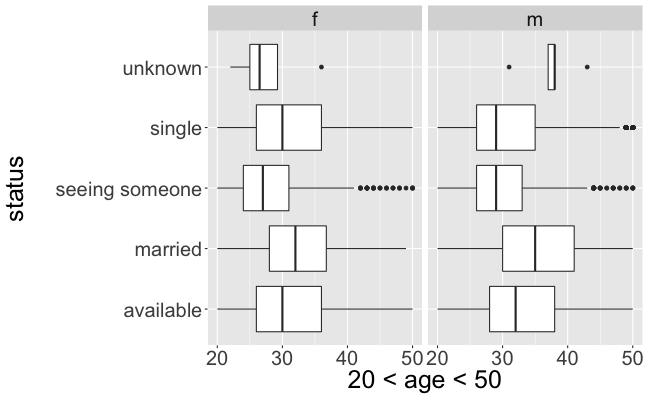 f m
unknown
single
seeing someone
married
available
20 30 40 50 20 30 40 50
20 < age < 50
status